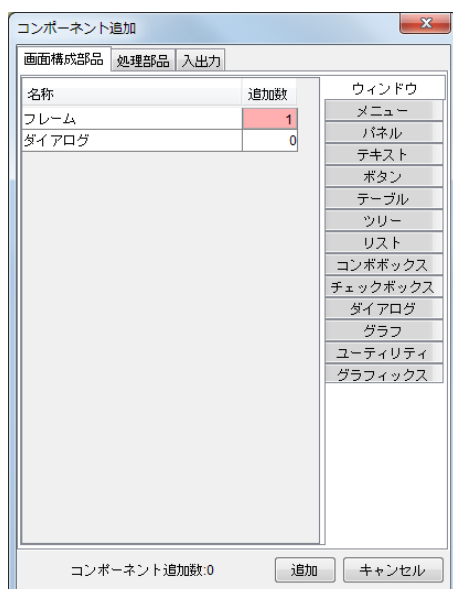 コンポーネント追加
画面構成部品 処理部品 入出力
名称 追加数
フレーム 1
ダイアログ 0
ウィンドウ
メニュー
パネル
テキスト
ボタン
テーブル
ツリー
リスト
コンボボックス
チェックボックス
ダイアログ
グラフ
ユーティリティ
グラフィックス
コンポーネント追加数:0 追加 キャンセル